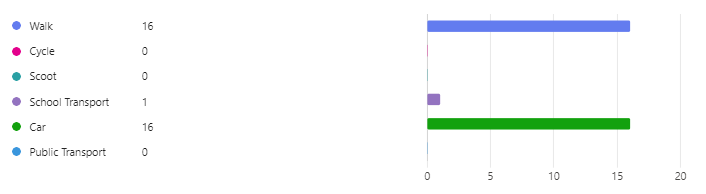 Walk 16
Cycle 0
Scoot 0
School Transport 1
Car 16
Public Transport 0
0 5 10 15 20